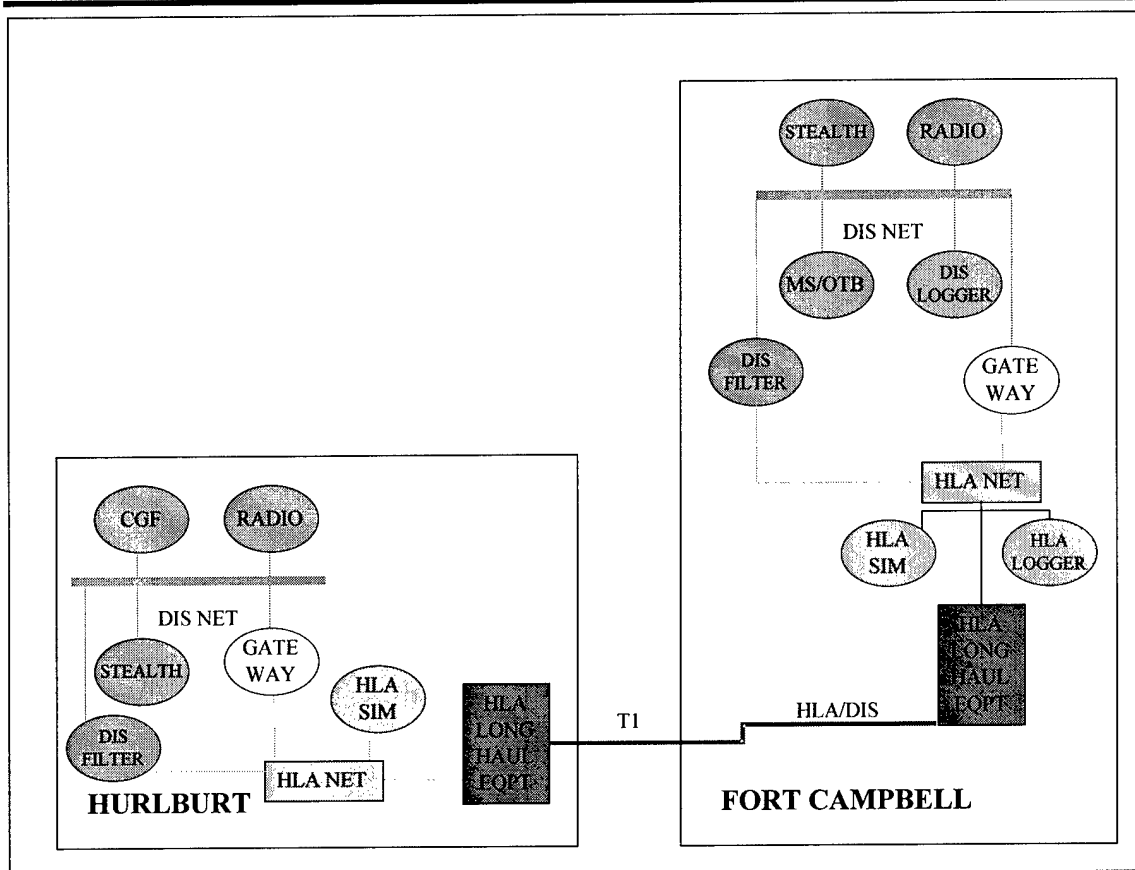 STEALTH
RADIO
DIS NET
MS/OTB
DIS
LOGGER
DIS
FILTER
GATE
WAY
HLA NET
HLA
SIM
HLA
LOGGER
HLA
LONG
HAUL
EQPT
HLA/DIS
FORT CAMPBELL
T1
CGF
RADIO
DIS NET
STEALTH
GATE
WAY
HLA
SIM
DIS
FILTER
HLA NET
HLA
LONG
HAUL
EQPT
HURLBURT